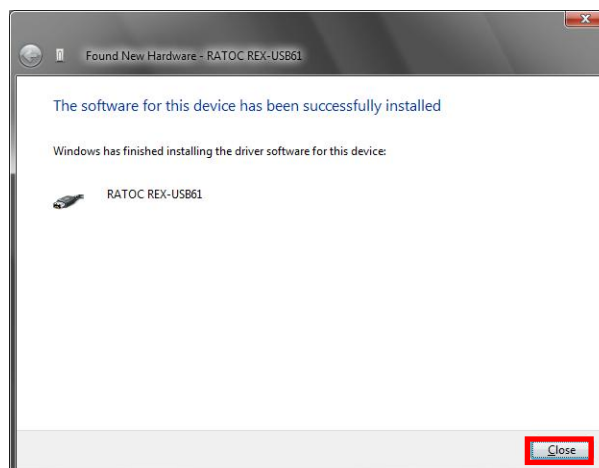 Found New Hardware - RATOC REX-USB61
The software for this device has been successfully installed
Windows has finished installing the driver software for this device:
RATOC REX-USB61
Close